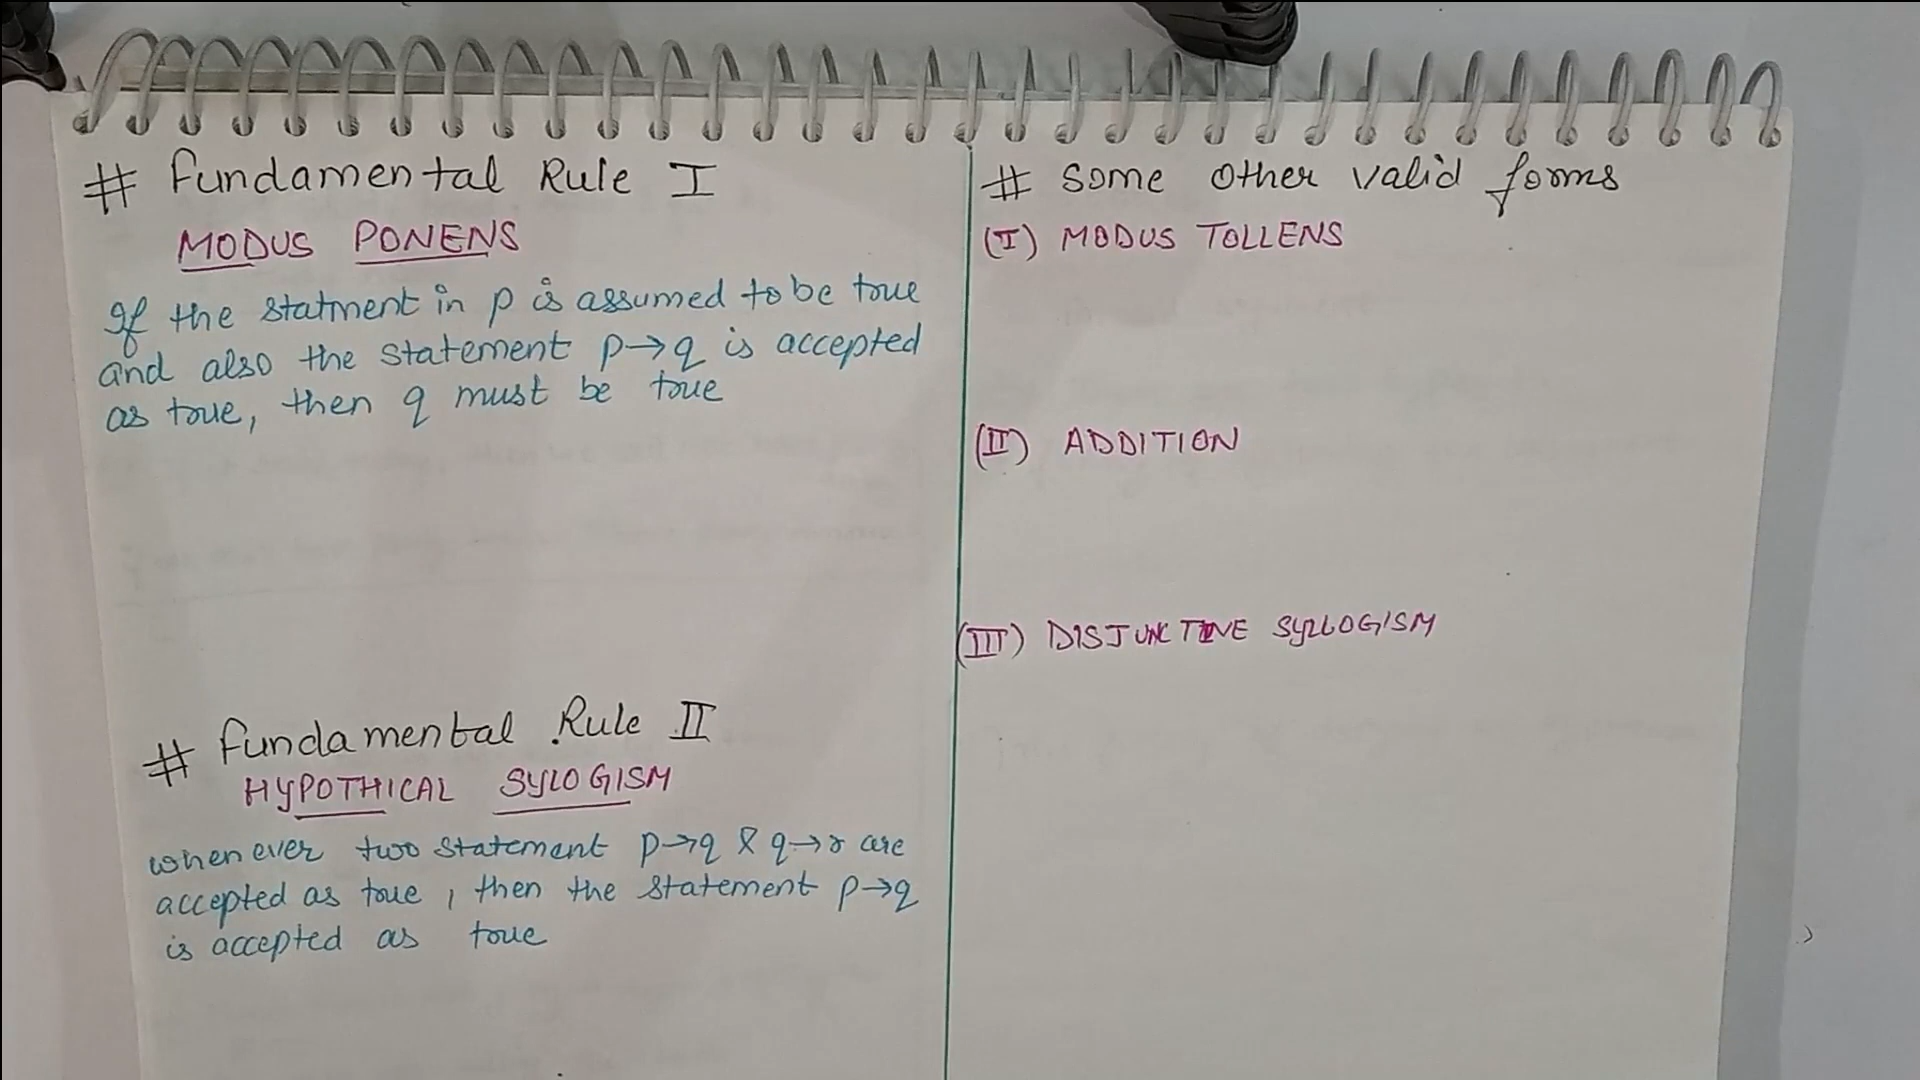 # Fundamental Rule I
MODUS PONENS
If the statment in p is assumed to be true
and also the statement p→q is accepted
as true, then q must be true
# Fundamental Rule II
HYPOTHICAL SYLOGISM
whenever two statement p→q & q→r are
accepted as true, then the statement p→q
is accepted as true
# Some other valid forms
(I) MODUS TOLLENS
(II) ADDITION
(III) DISJUNCTIVE SYLLOGISM